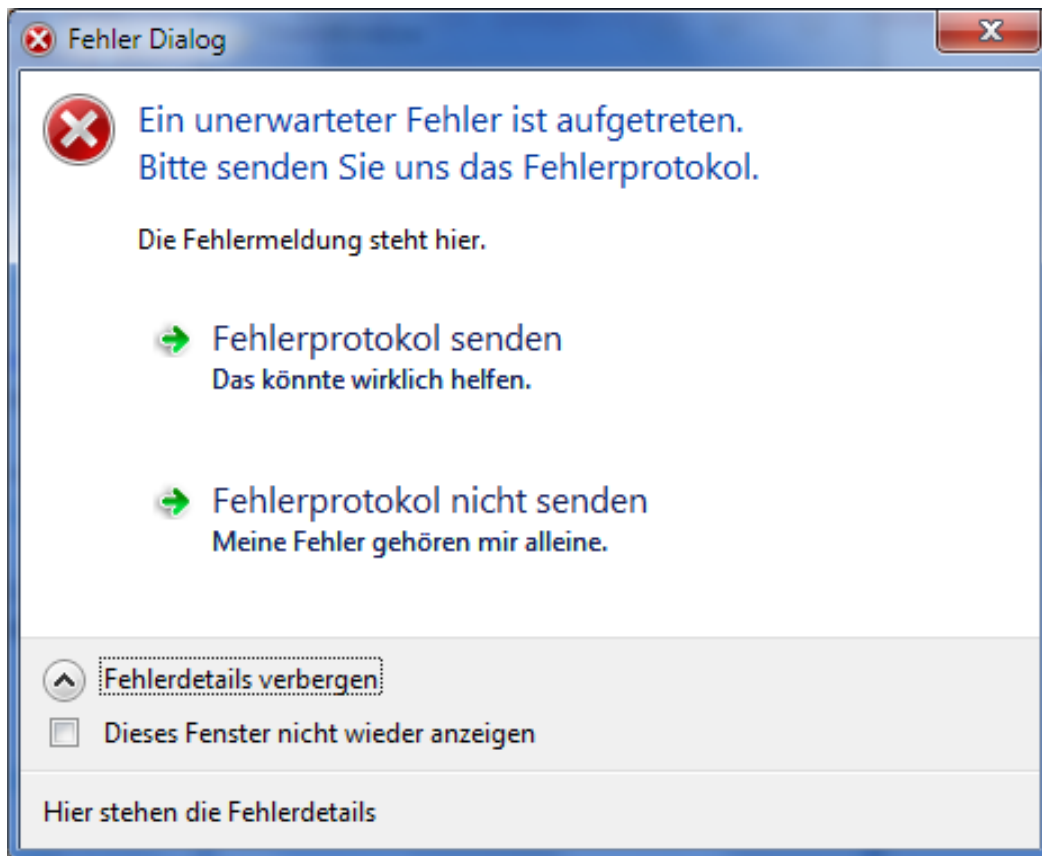 Fehler Dialog
Ein unerwarteter Fehler ist aufgetreten.
Bitte senden Sie uns das Fehlerprotokol.
Die Fehlermeldung steht hier.
Fehlerprotokol senden
Das könnte wirklich helfen.
Fehlerprotokol nicht senden
Meine Fehler gehören mir alleine.
Fehlerdetails verbergen
Dieses Fenster nicht wieder anzeigen
Hier stehen die Fehlerdetails